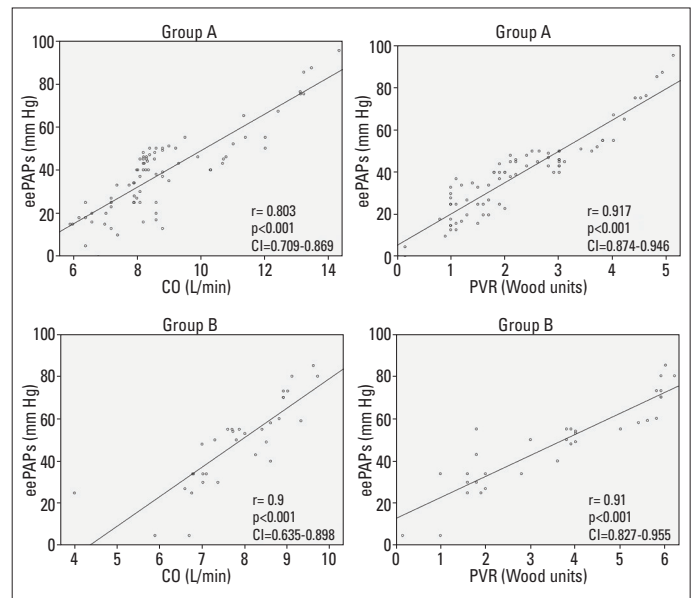 Group A
100
80
60
40
20
0
eePAPs (mm Hg)
6 8 10 12 14
CO (L/min)
r= 0.803
p<0.001
CI=0.709-0.869
Group A
100
80
60
40
20
0
eePAPs (mm Hg)
0 1 2 3 4 5
PVR (Wood units)
r= 0.917
p<0.001
CI=0.874-0.946
Group B
100
80
60
40
20
0
eePAPs (mm Hg)
4 5 6 7 8 9 10
CO (L/min)
r= 0.9
p<0.001
CI=0.635-0.898
Group B
100
80
60
40
20
0
eePAPs (mm Hg)
0 1 2 3 4 5 6
PVR (Wood units)
r= 0.91
p<0.001
CI=0.827-0.955